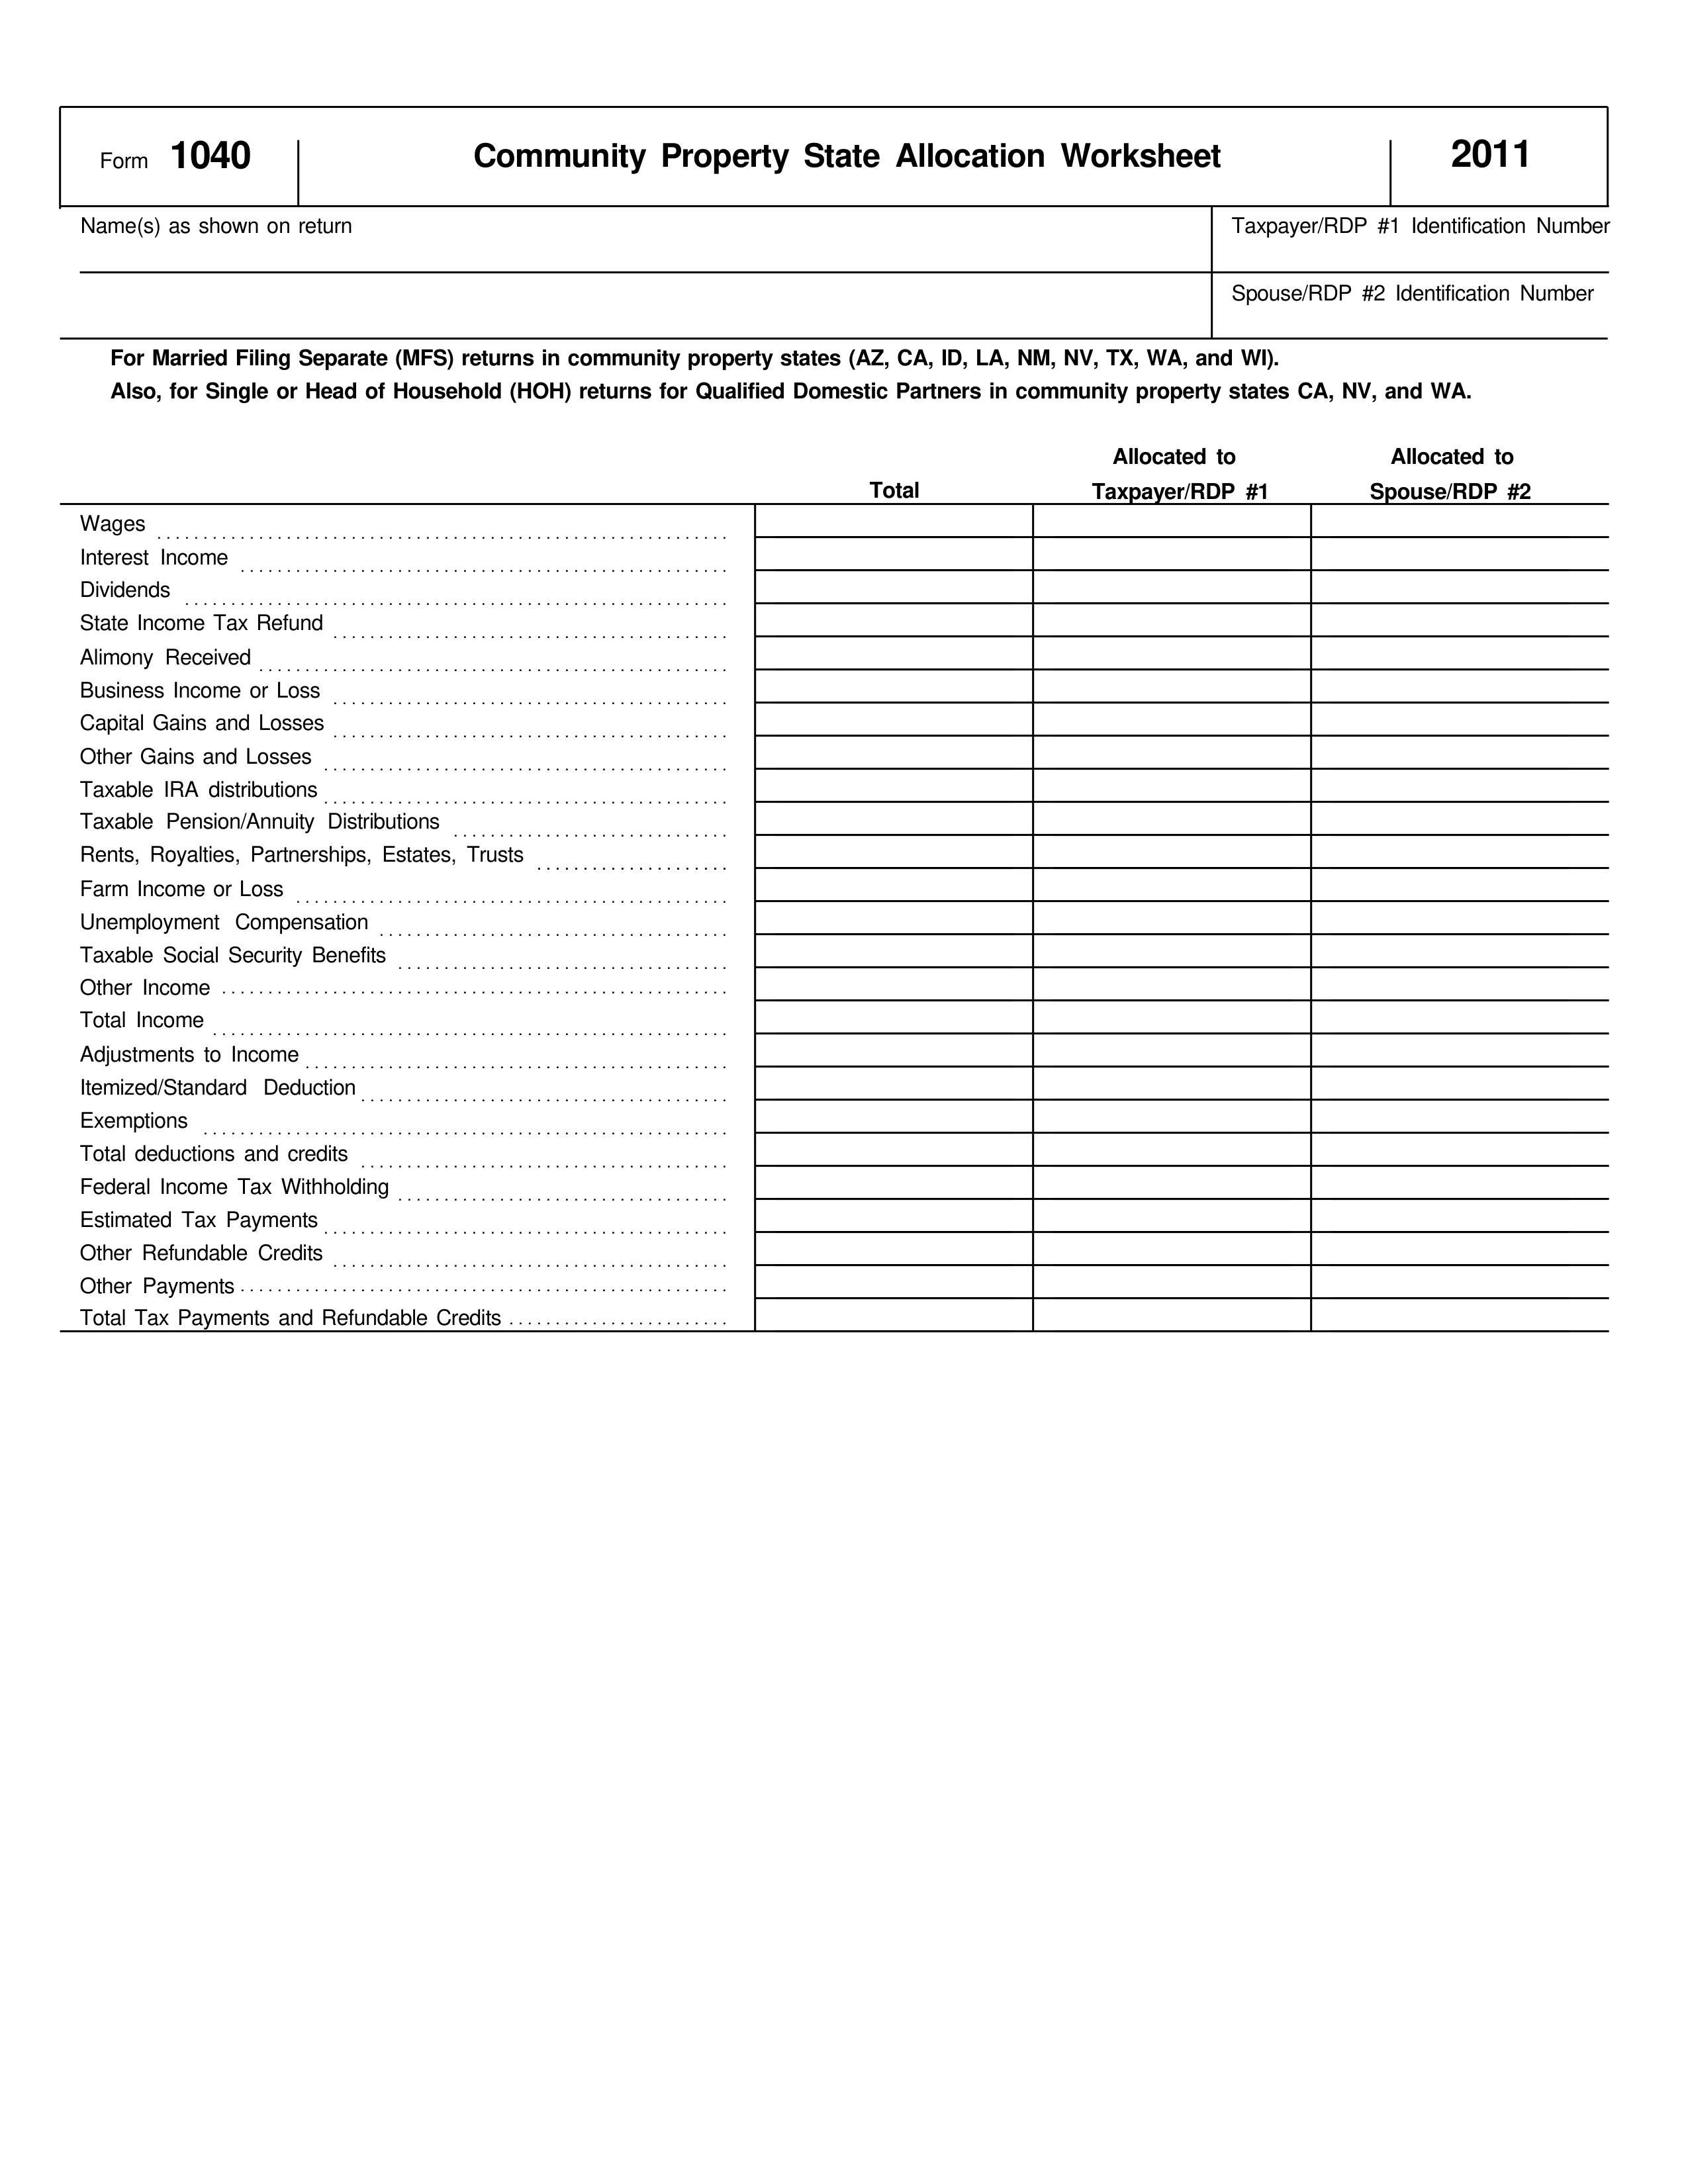 Form 1040 Community Property State Allocation Worksheet 2011
Name(s) as shown on return Taxpayer/RDP #1 Identification Number
Spouse/RDP #2 Identification Number
For Married Filing Separate (MFS) returns in community property states (AZ, CA, ID, LA, NM, NV, TX, WA, and WI).
Also, for Single or Head of Household (HOH) returns for Qualified Domestic Partners in community property states CA, NV, and WA.
Allocated to Allocated to
Total Taxpayer/RDP #1 Spouse/RDP #2
Wages
Interest Income
Dividends
State Income Tax Refund
Alimony Received
Business Income or Loss
Capital Gains and Losses
Other Gains and Losses
Taxable IRA distributions
Taxable Pension/Annuity Distributions
Rents, Royalties, Partnerships, Estates, Trusts
Farm Income or Loss
Unemployment Compensation
Taxable Social Security Benefits
Other Income
Total Income
Adjustments to Income
Itemized/Standard Deduction
Exemptions
Total deductions and credits
Federal Income Tax Withholding
Estimated Tax Payments
Other Refundable Credits
Other Payments
Total Tax Payments and Refundable Credits